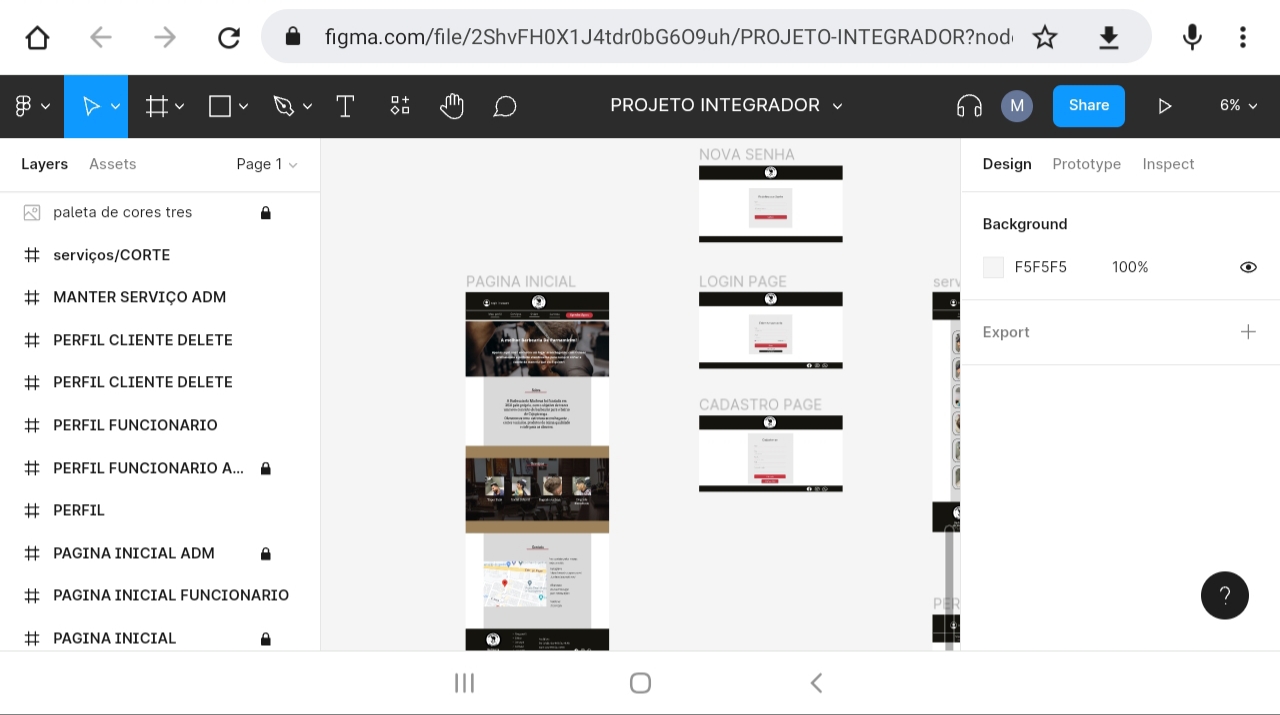 figma.com/file/2ShvFH0X1J4tdr0bG6O9uh/PROJETO-INTEGRADOR?nod
PROJETO INTEGRADOR
M
Share
6%
Layers
Assets
Page 1
Design
Prototype
Inspect
paleta de cores tres
serviços/CORTE
MANTER SERVIÇO ADM
PERFIL CLIENTE DELETE
PERFIL CLIENTE DELETE
PERFIL FUNCIONARIO
PERFIL FUNCIONARIO A...
PERFIL
PAGINA INICIAL ADM
PAGINA INICIAL FUNCIONARIO
PAGINA INICIAL
NOVA SENHA
PAGINA INICIAL
A melhor Barbearia De Parnamirim!
LOGIN PAGE
CADASTRO PAGE
serv
PER
Background
F5F5F5
100%
Export
?